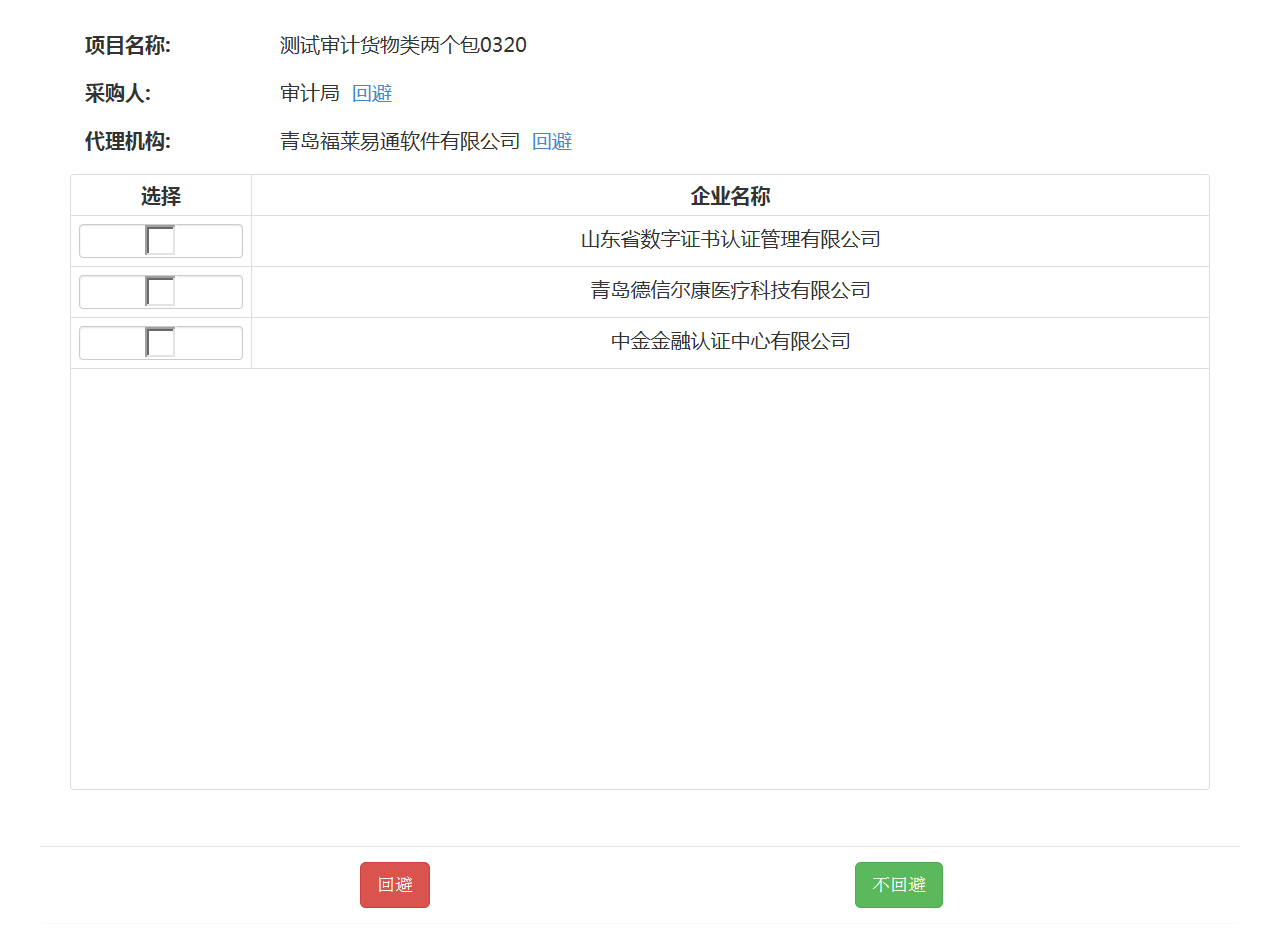 项目名称: 测试审计货物类两个包0320
采购人: 审计局 回避
代理机构: 青岛福莱易通软件有限公司 回避
选择 企业名称
山东省数字证书认证管理有限公司
青岛德信尔康医疗科技有限公司
中金金融认证中心有限公司
回避 不回避